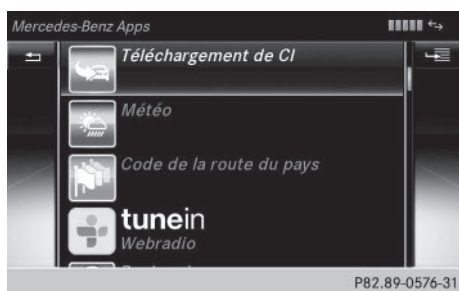 Mercedes-Benz Apps
Téléchargement de CI
Météo
Code de la route du pays
tunein
Webradio
P82.89-0576-31